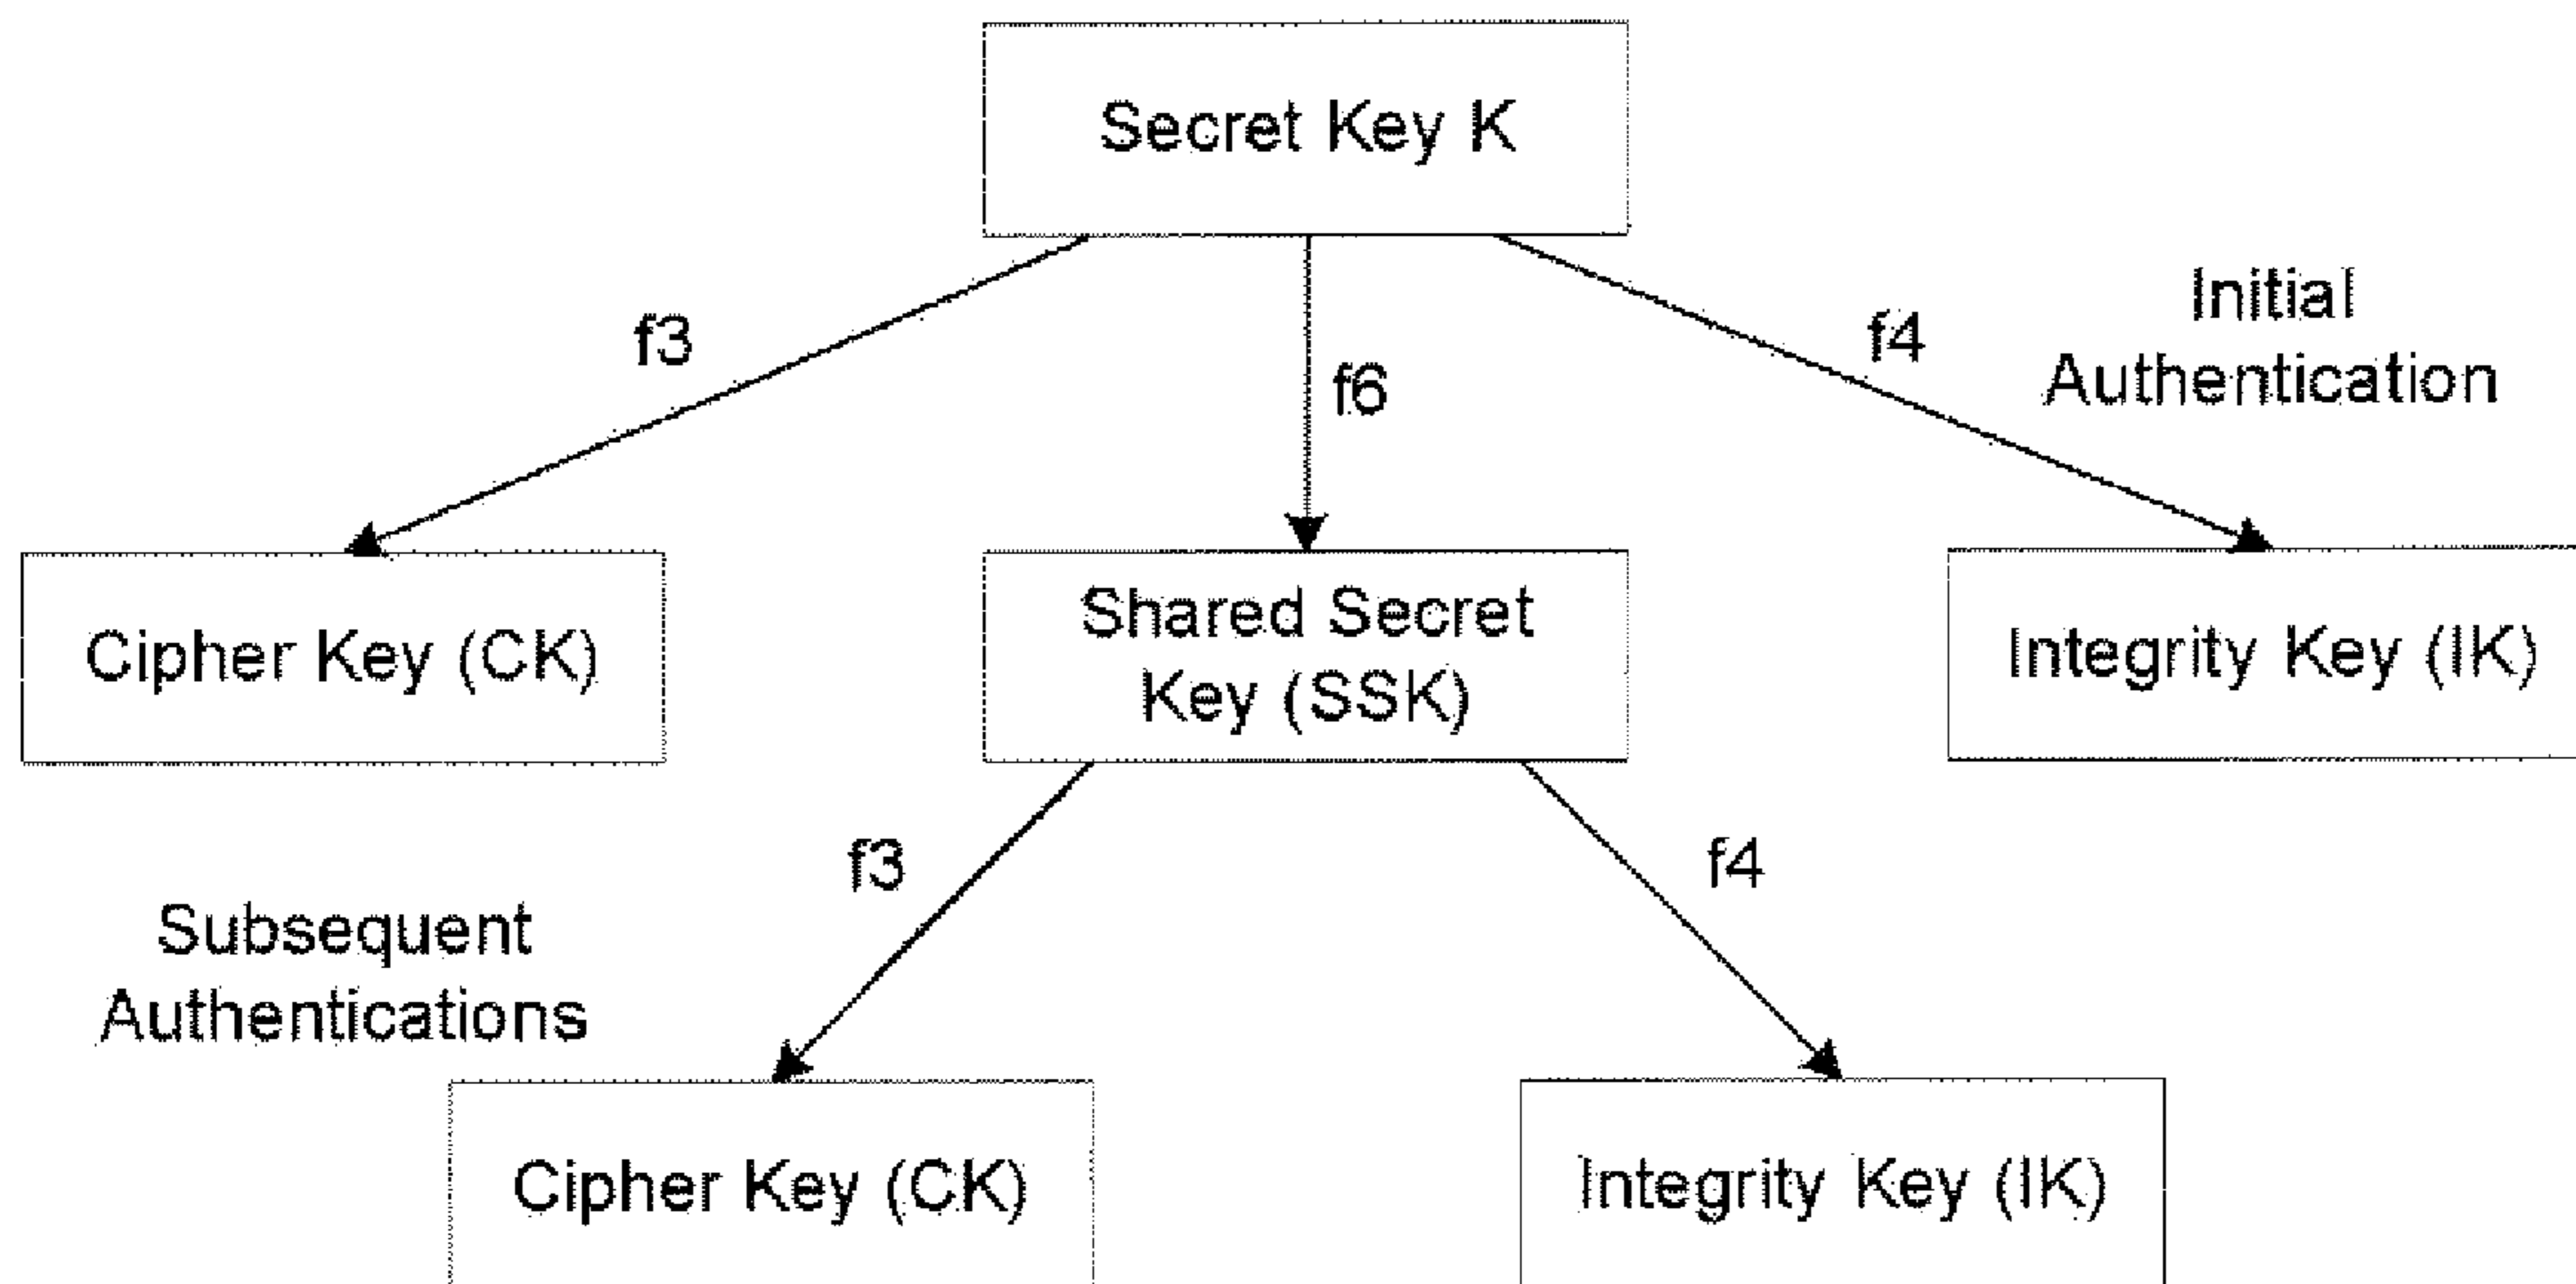 Secret Key K
f3
f6
f4
Initial
Authentication
Cipher Key (CK)
Shared Secret
Key (SSK)
Integrity Key (IK)
f3
f4
Subsequent
Authentications
Cipher Key (CK)
Integrity Key (IK)